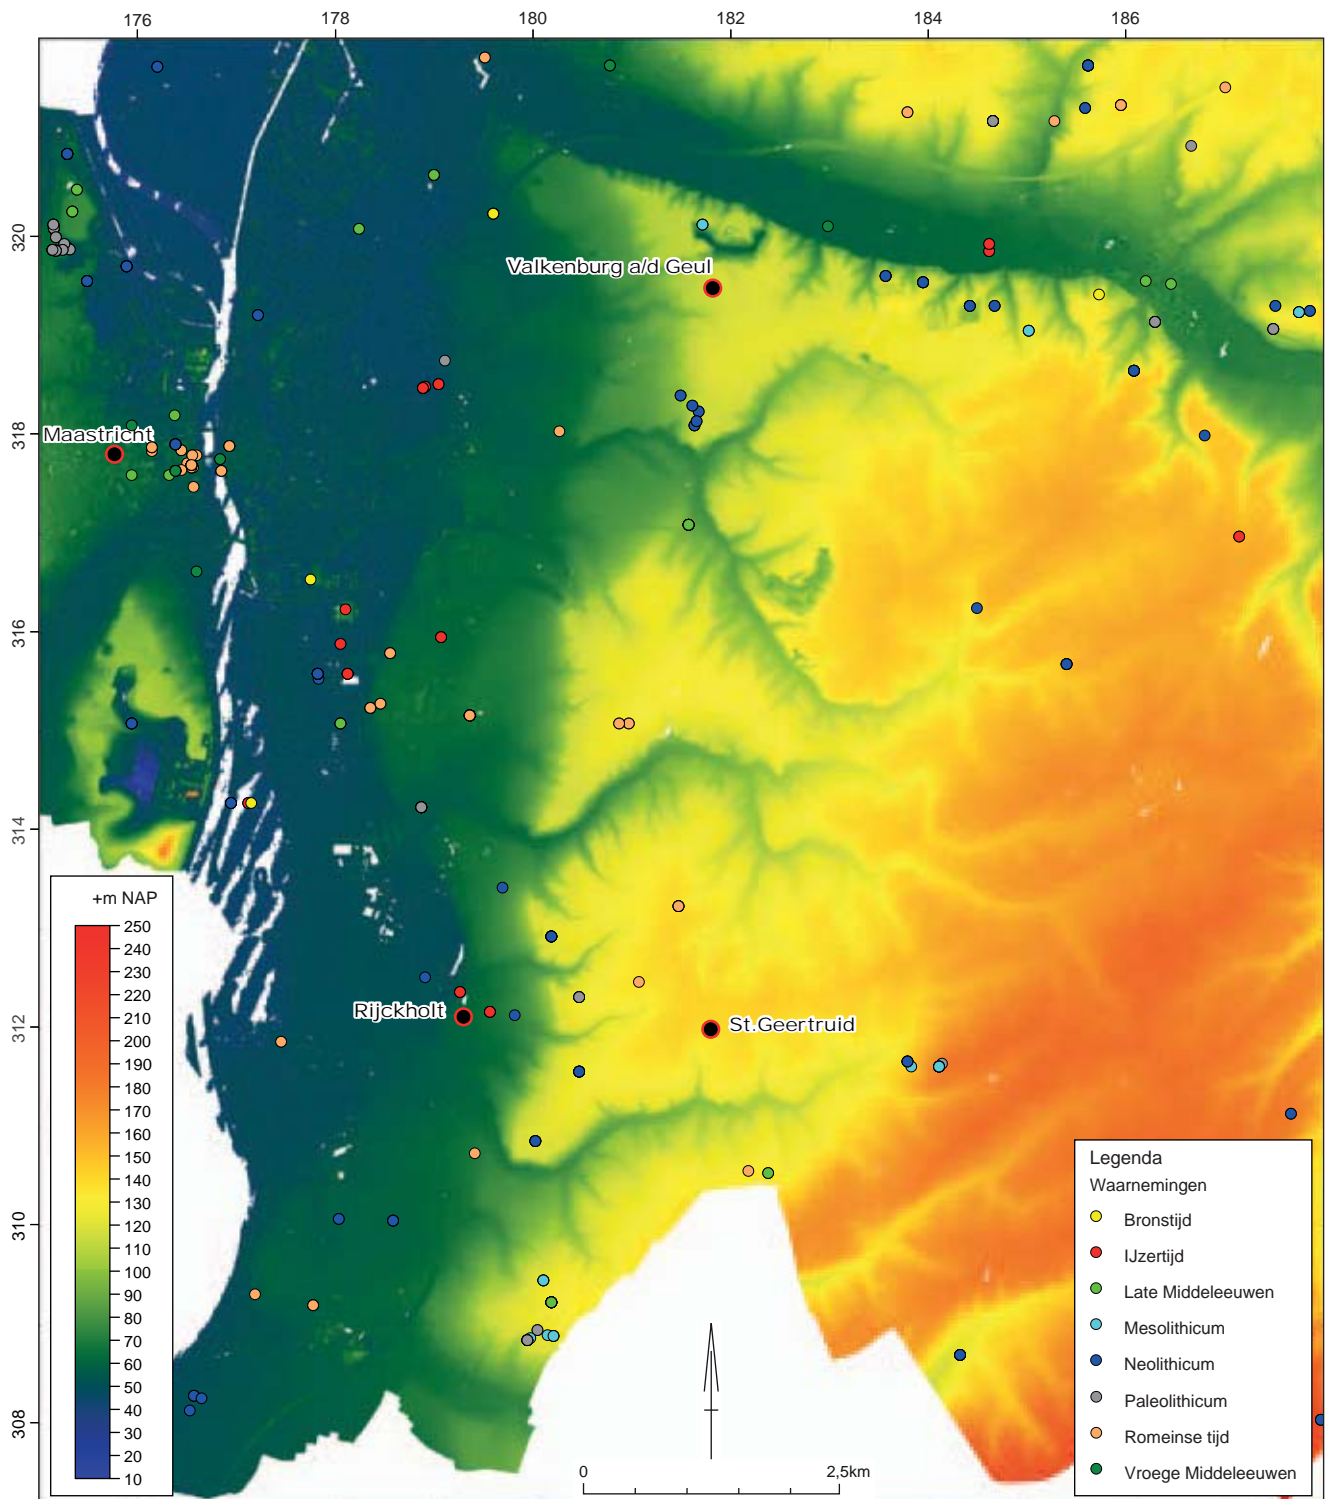 176 178 180 182 184 186
320
Valkenburg a/d Geul
318
Maastricht
316
314
+m NAP
250
240
230
220
210
200
190
180
170
160
150
140
130
120
110
100
90
80
70
60
50
40
30
20
10
Rijckholt
312
St.Geertruid
310
308
Legenda
Waarnemingen
Bronstijd
IJzertijd
Late Middeleeuwen
Mesolithicum
Neolithicum
Paleolithicum
Romeinse tijd
Vroege Middeleeuwen
0 2,5km